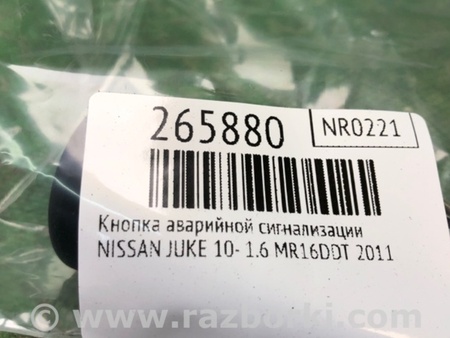 265880
NR0221
Кнопка аварийной сигнализации
NISSAN JUKE 10- 1.6 MR16DDT 2011
www.razborki.com